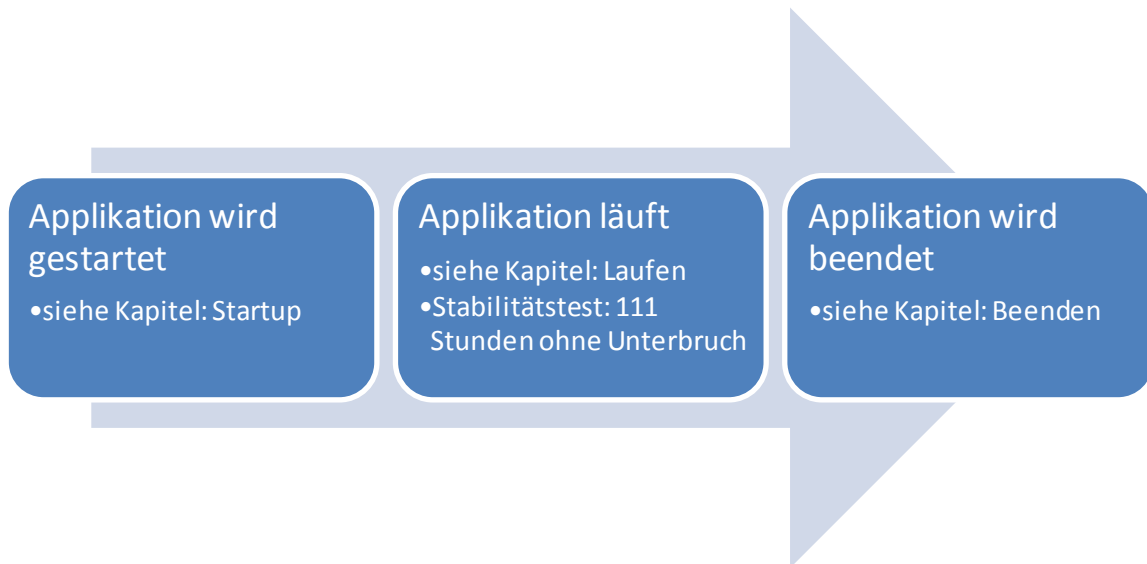 Applikation wird
gestartet
•siehe Kapitel: Startup
Applikation läuft
•siehe Kapitel: Laufen
•Stabilitätstest: 111
Stunden ohne Unterbruch
Applikation wird
beendet
•siehe Kapitel: Beenden